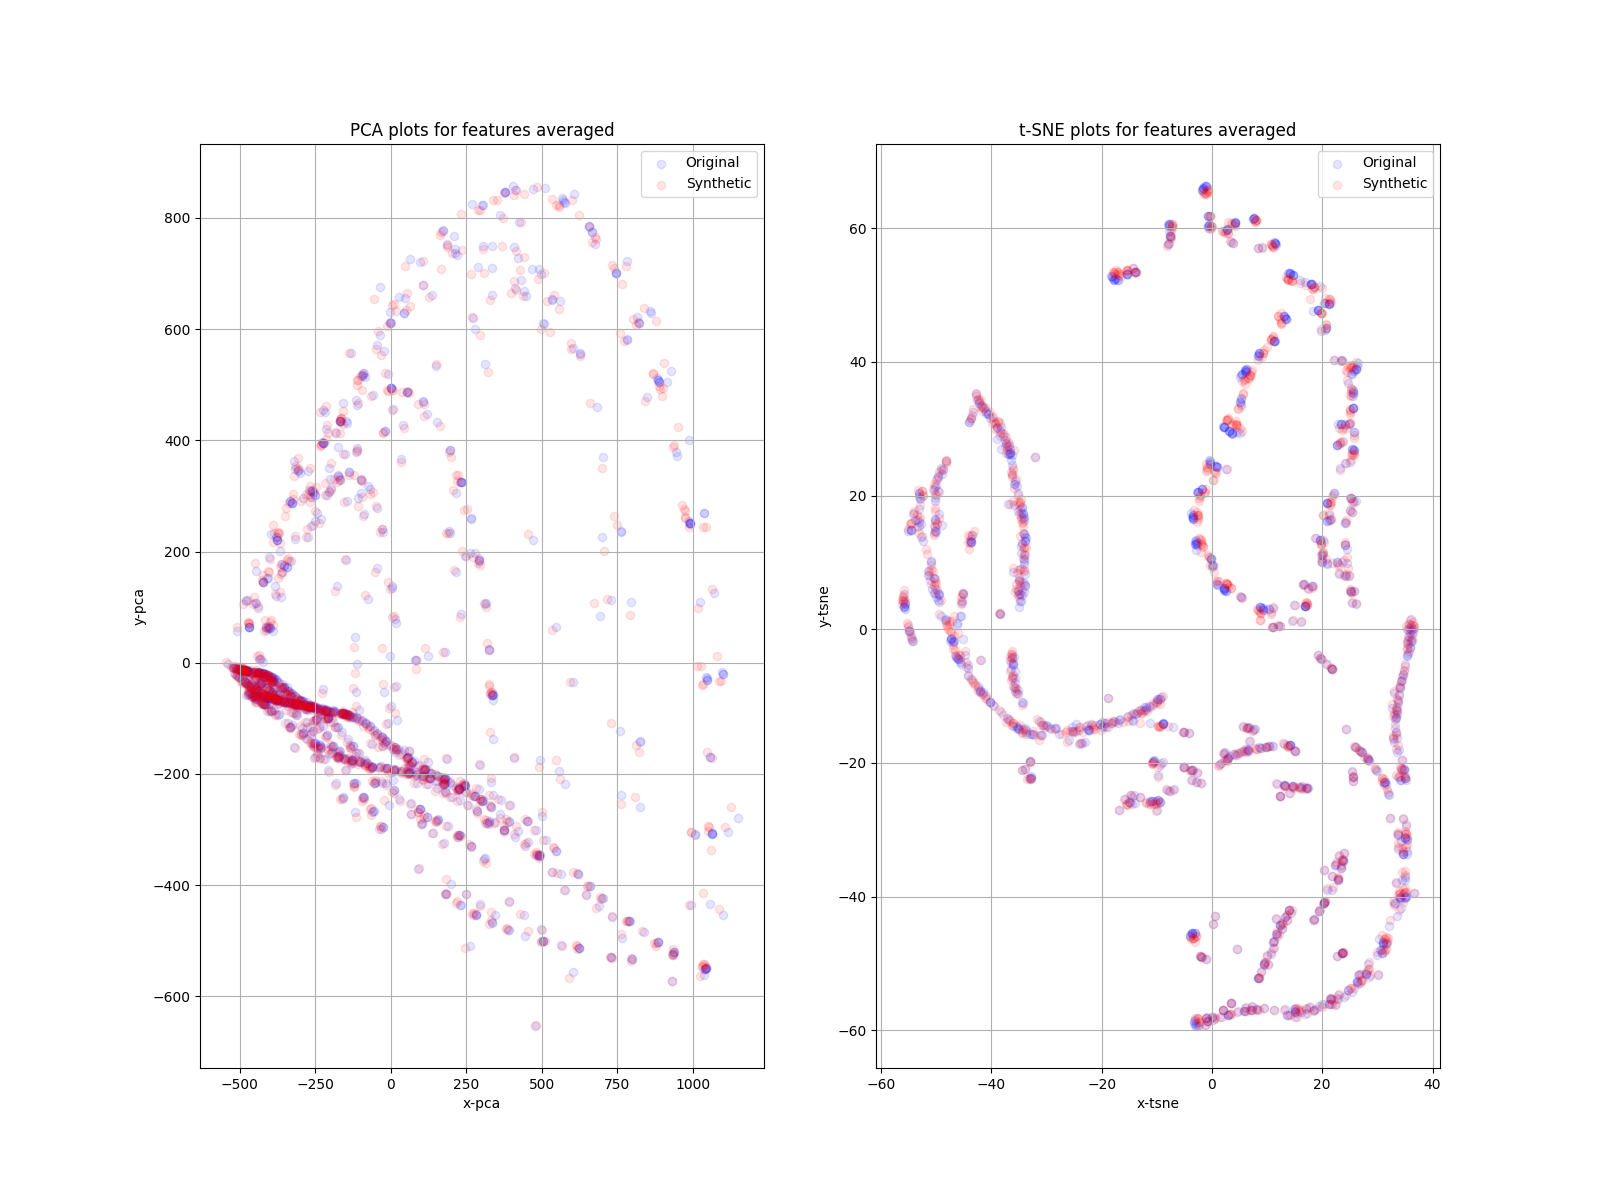 PCA plots for features averaged
Original
Synthetic
800
600
400
200
0
−200
−400
−600
y-pca
−500 −250 0 250 500 750 1000
x-pca
t-SNE plots for features averaged
Original
Synthetic
60
40
20
0
−20
−40
−60
y-tsne
−60 −40 −20 0 20 40
x-tsne